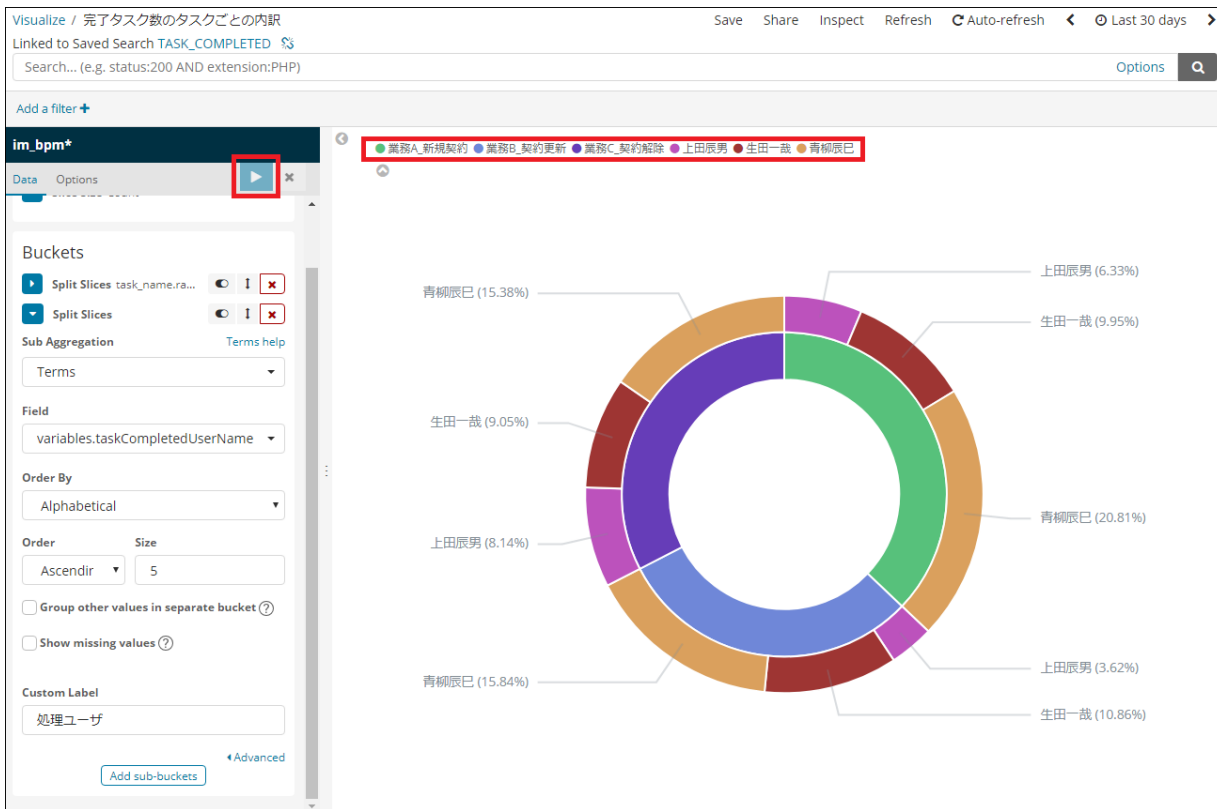 Visualize / 完了タスク数のタスクごとの内訳
Save Share Inspect Refresh Auto-refresh Last 30 days
Linked to Saved Search TASK_COMPLETED
Search... (e.g. status:200 AND extension:PHP)
Options
Add a filter
im_bpm*
Data Options
Buckets
Split Slices task_name.ra...
Split Slices
Sub Aggregation Terms help
Terms
Field
variables.taskCompletedUserName
Order By
Alphabetical
Order Size
Ascendir 5
Group other values in separate bucket ?
Show missing values ?
Custom Label
処理ユーザ
Advanced
Add sub-buckets
業務A_新規契約 業務B_契約更新 業務C_契約解除 上田辰男 生田一哉 青柳辰巳
上田辰男 (6.33%)
青柳辰巳 (15.38%)
生田一哉 (9.95%)
生田一哉 (9.05%)
青柳辰巳 (20.81%)
上田辰男 (8.14%)
上田辰男 (3.62%)
青柳辰巳 (15.84%)
生田一哉 (10.86%)